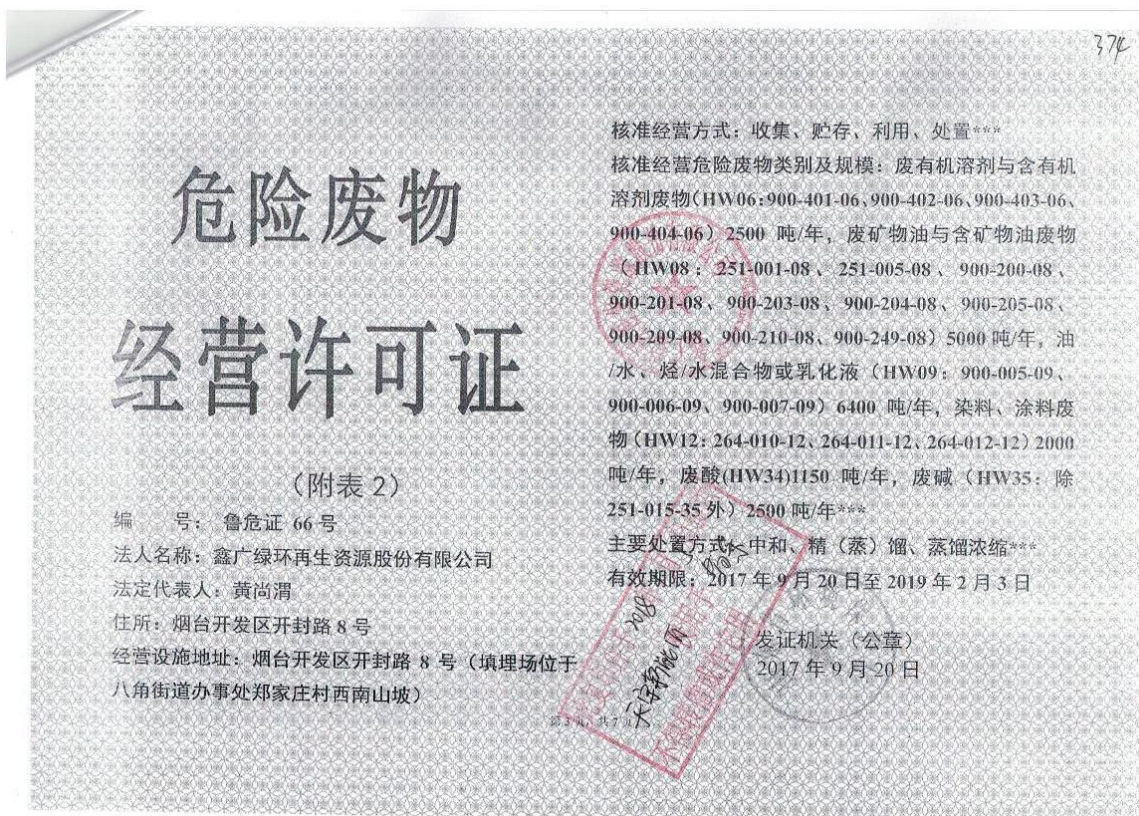 374
危险废物
经营许可证
（附表2）
编 号： 鲁危证 66 号
法人名称：鑫广绿环再生资源股份有限公司
法定代表人：黄尚渭
住所：烟台开发区开封路 8 号
经营设施地址：烟台开发区开封路 8 号（填埋场位于
八角街道办事处郑家庄村西南山坡）
核准经营方式：收集、贮存、利用、处置***
核准经营危险废物类别及规模：废有机溶剂与含有机
溶剂废物（HW06：900-401-06、900-402-06、900-403-06、
900-404-06）2500 吨/年，废矿物油与含矿物油废物
（HW08：251-001-08、251-005-08、900-200-08、
900-201-08、900-203-08、900-204-08、900-205-08、
900-209-08、900-210-08、900-249-08）5000 吨/年，油
/水、烃/水混合物或乳化液（HW09：900-005-09、
900-006-09、900-007-09）6400 吨/年，染料、涂料废
物（HW12：264-010-12、264-011-12、264-012-12）2000
吨/年，废酸(HW34)1150 吨/年，废碱（HW35：除
251-015-35 外）2500 吨/年***
主要处置方式：中和、精（蒸）馏、蒸馏浓缩***
有效期限：2017 年 9 月 20 日至 2019 年 2 月 3 日
发证机关（公章）
2017 年 9 月 20 日
2018
第 3 页，共 7 页